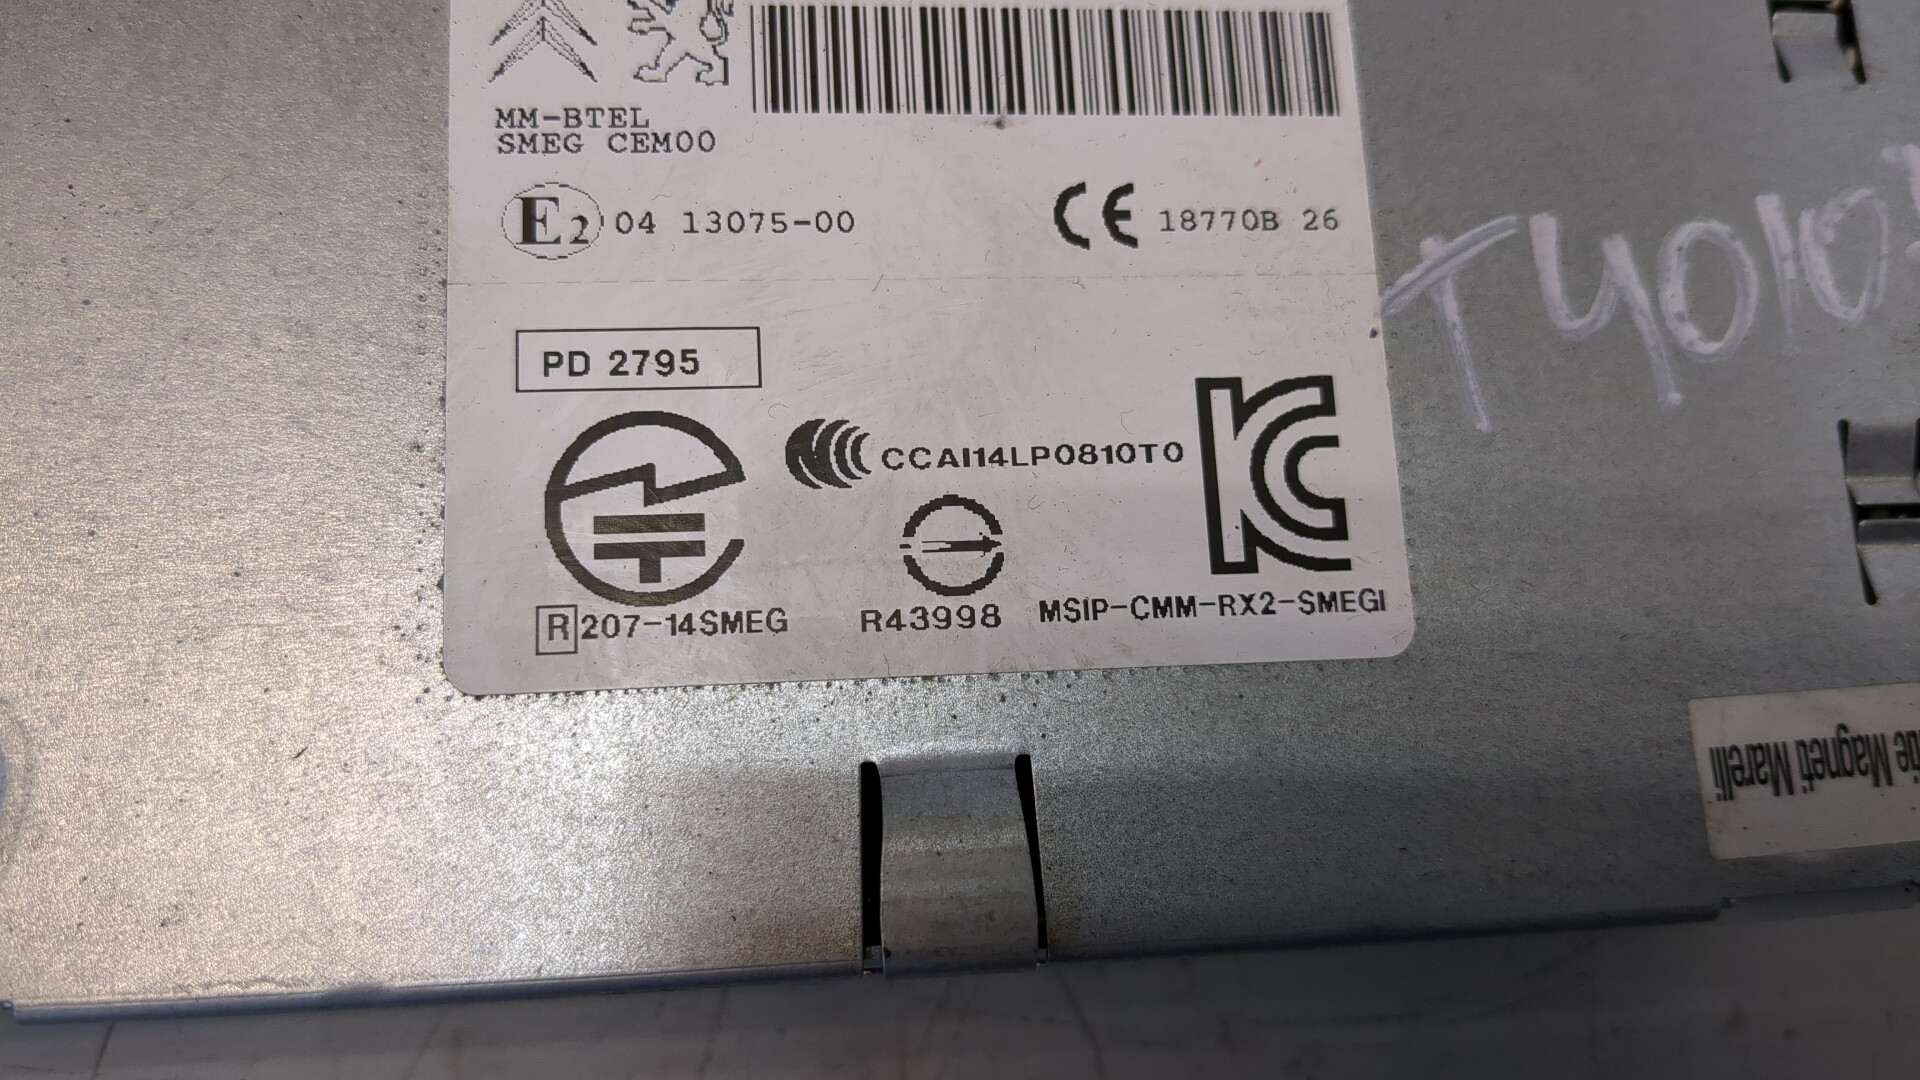 MM-BTEL
SMEG CEM00
E2 04 13075-00
CE 18770B 26
T4010
PD 2795
CCAI14LP0810T0
R 207-14SMEG
R43998
MSIP-CMM-RX2-SMEGI
Magneti Marelli